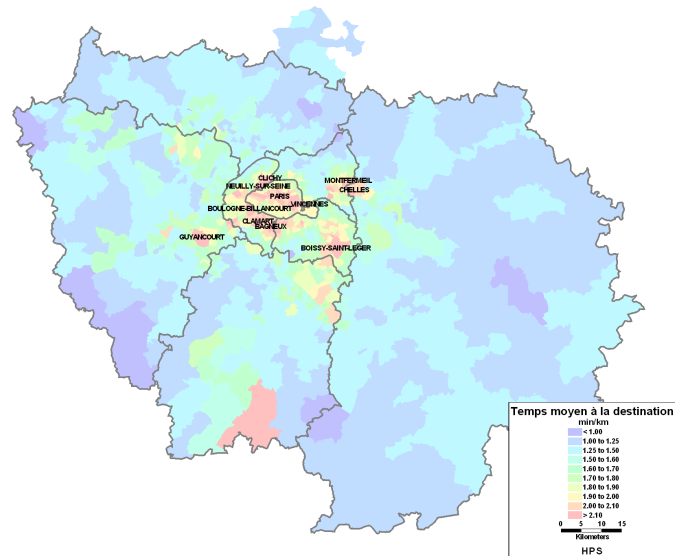 CLICHY
MONTFERMEIL
NEUILLY-SUR-SEINE
CHELLES
PARIS
VINCENNES
BOULOGNE-BILLANCOURT
CLAMART
BAGNEUX
GUYANCOURT
BOISSY-SAINT-LEGER
Temps moyen à la destination
min/km
< 1.00
1.00 to 1.25
1.25 to 1.50
1.50 to 1.60
1.60 to 1.70
1.70 to 1.80
1.80 to 1.90
1.90 to 2.00
2.00 to 2.10
> 2.10
0 5 10 15
Kilometers
HPS